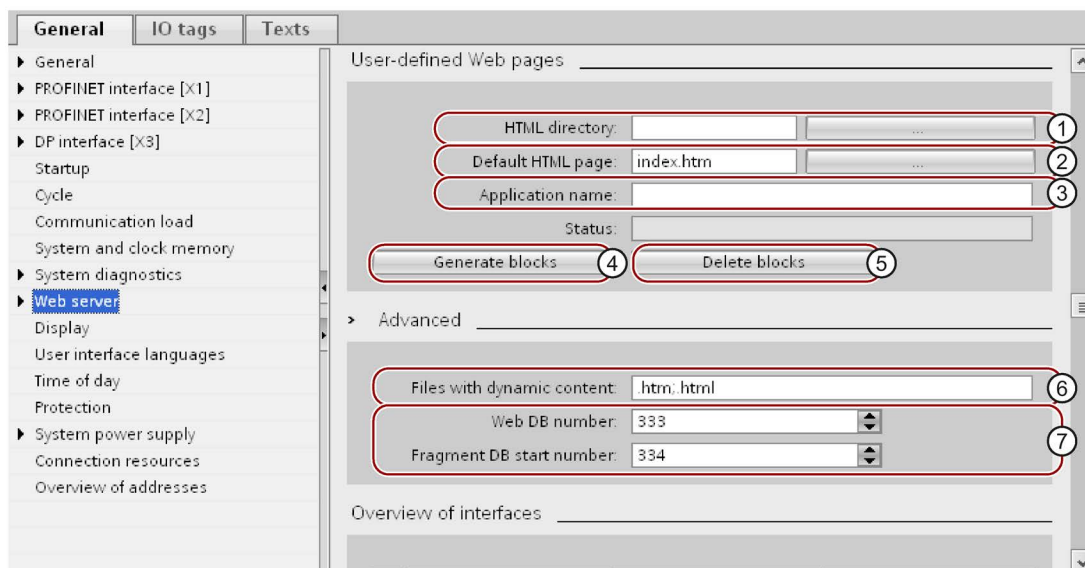 General IO tags Texts
General
PROFINET interface [X1]
PROFINET interface [X2]
DP interface [X3]
Startup
Cycle
Communication load
System and clock memory
System diagnostics
Web server
Display
User interface languages
Time of day
Protection
System power supply
Connection resources
Overview of addresses
User-defined Web pages
HTML directory: ... 1
Default HTML page: index.htm ... 2
Application name: 3
Status:
Generate blocks 4 Delete blocks 5
Advanced
Files with dynamic content: .htm;.html 6
Web DB number: 333
7
Fragment DB start number: 334
Overview of interfaces